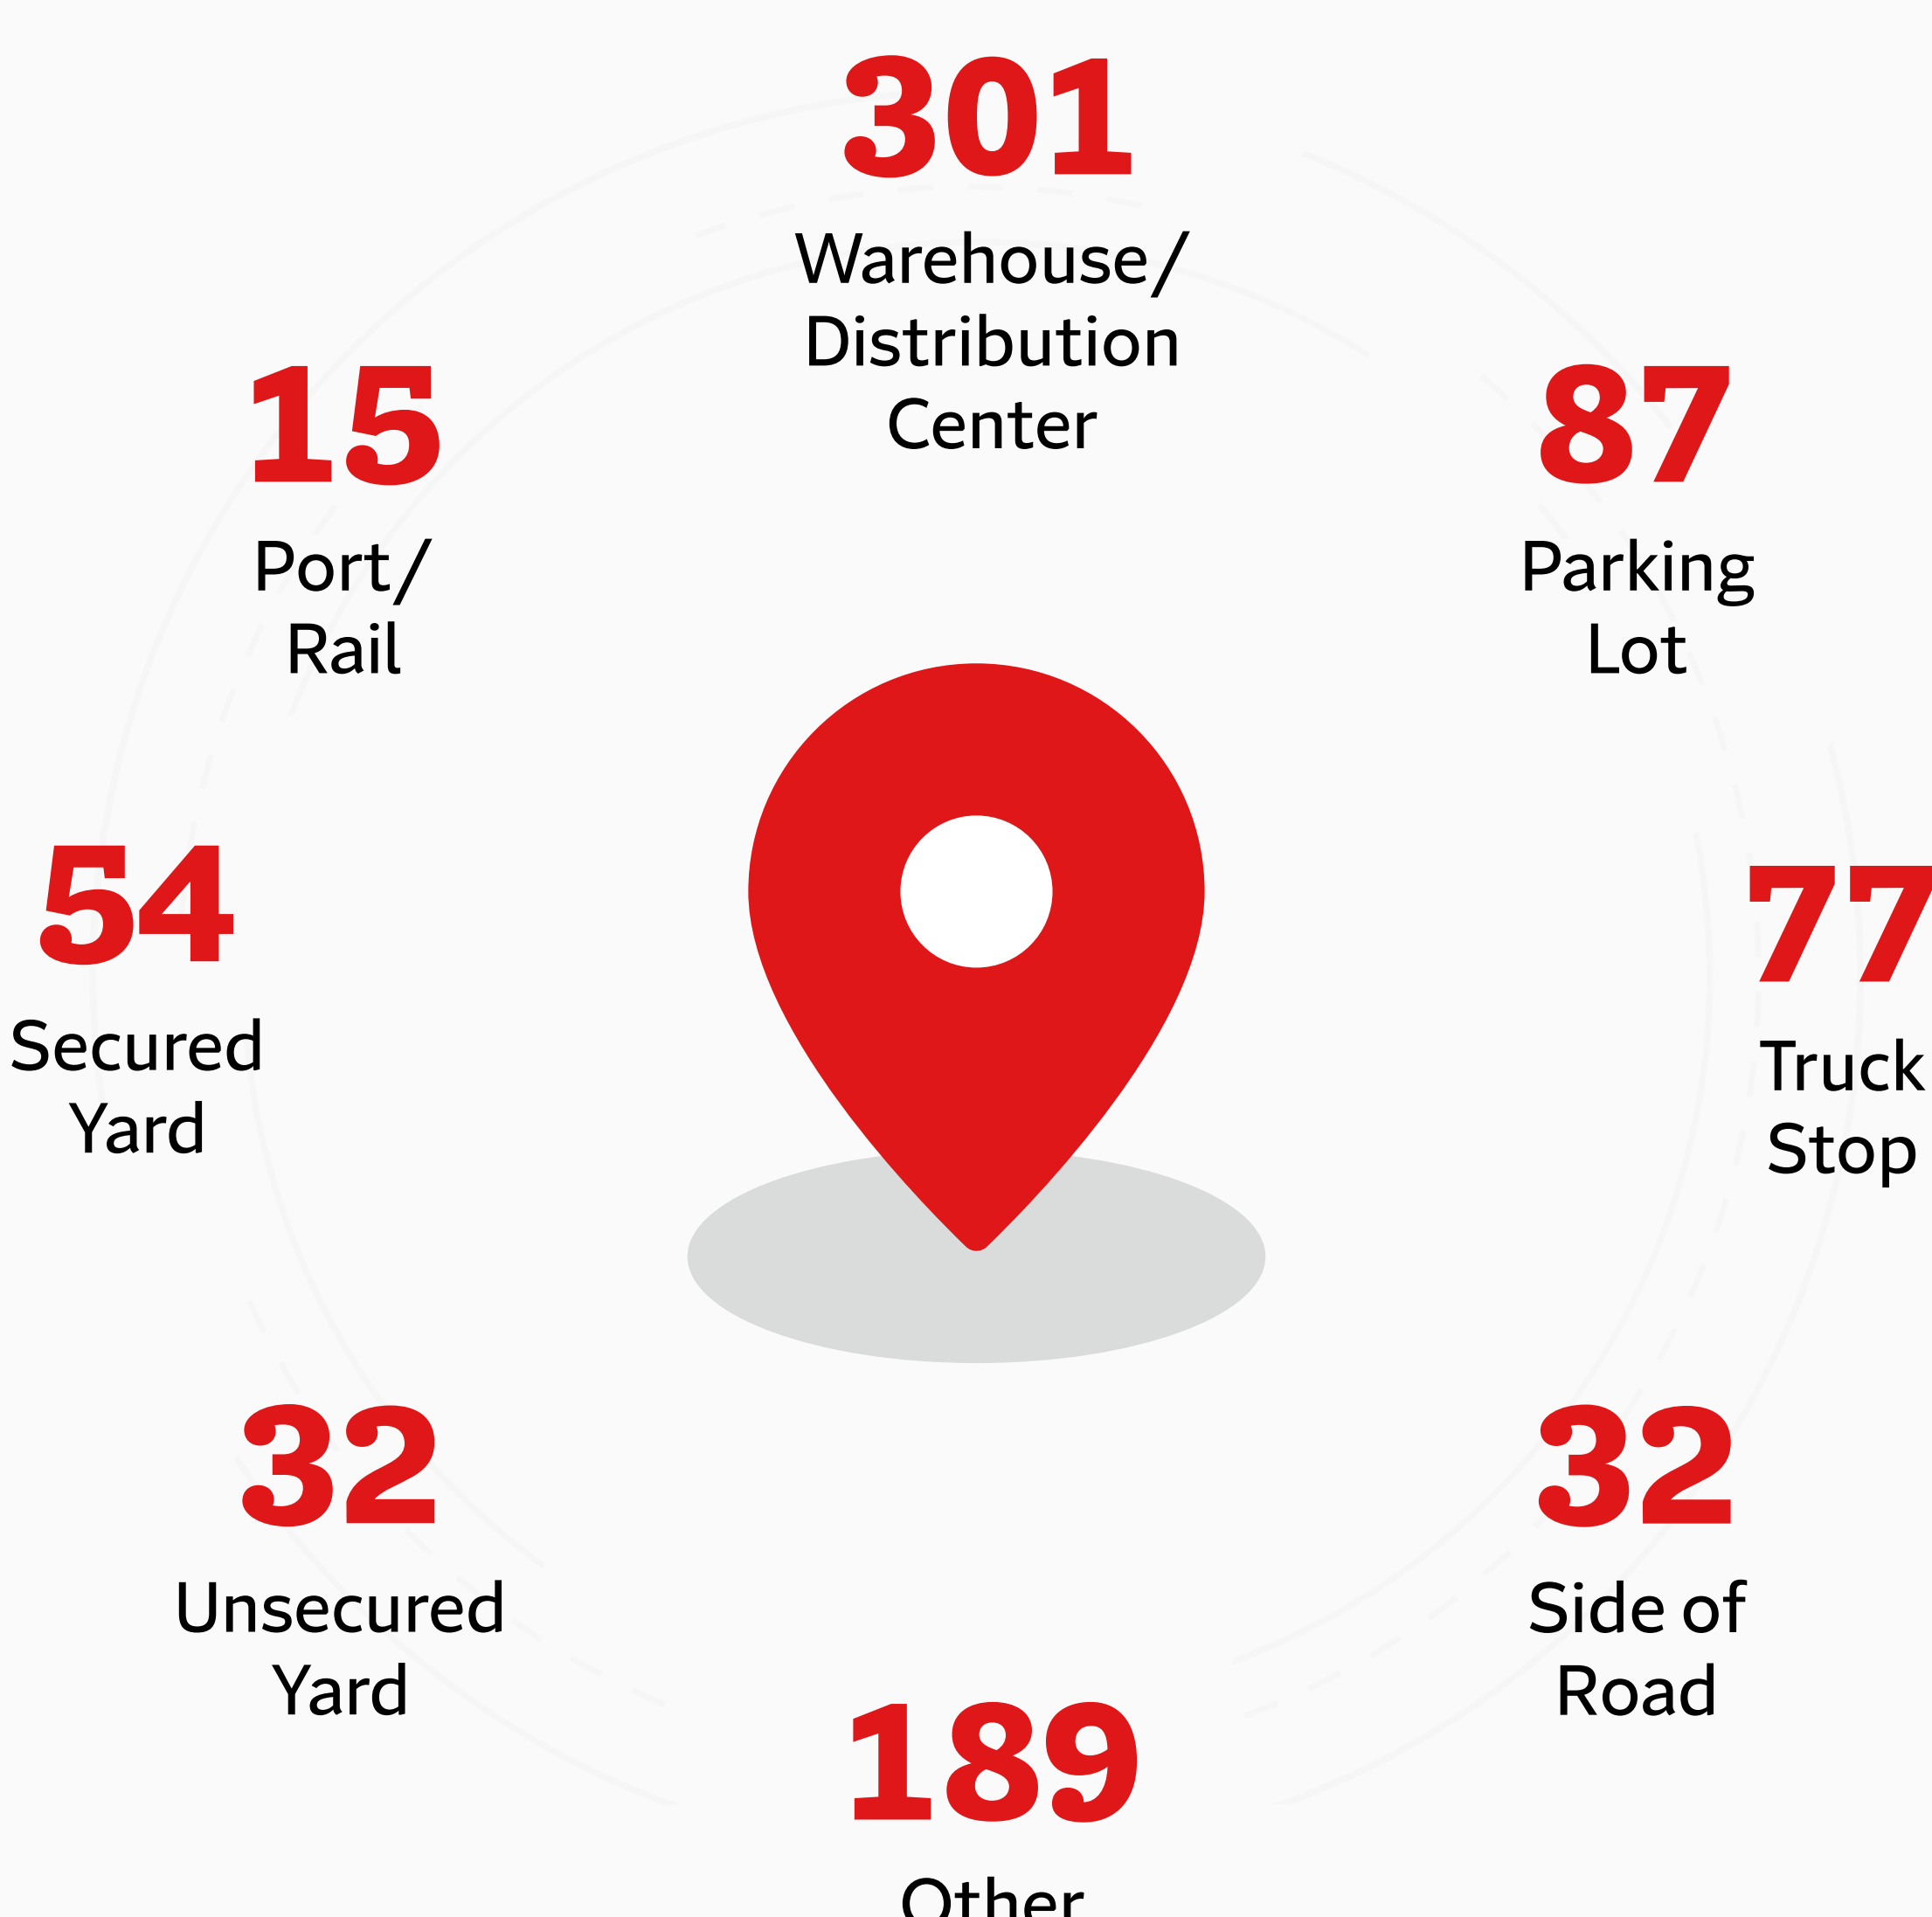 301
Warehouse/
Distribution
Center
15
Port/
Rail
87
Parking
Lot
54
Secured
Yard
77
Truck
Stop
32
Unsecured
Yard
32
Side of
Road
189
Other